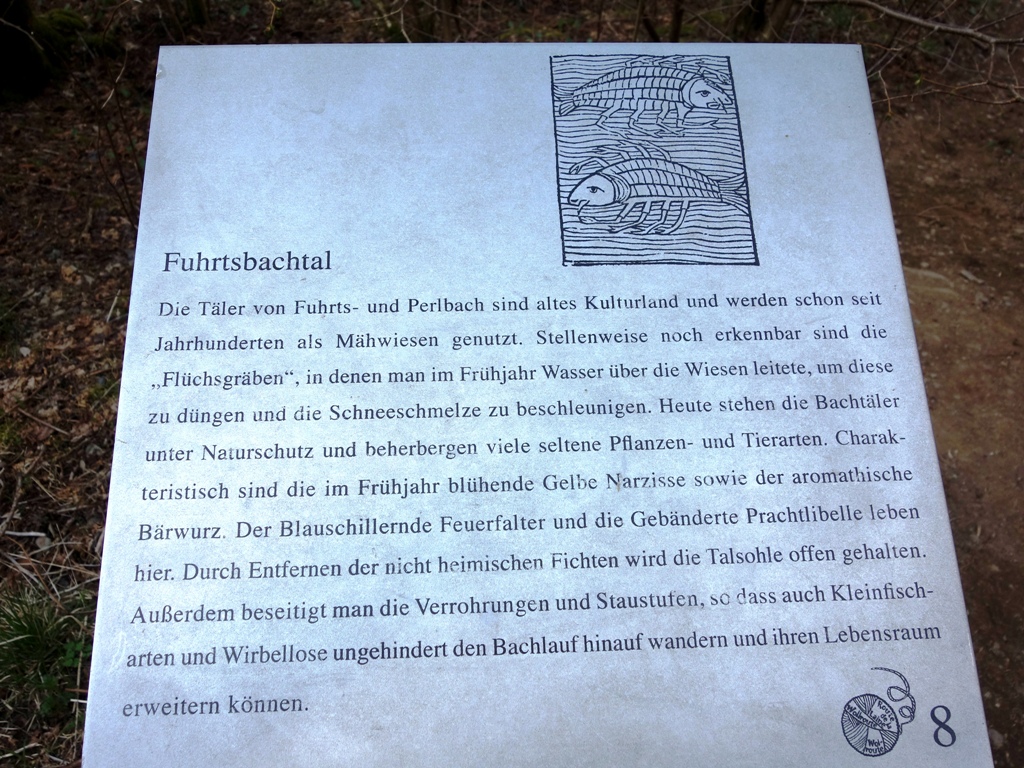 Fuhrtsbachtal
Die Täler von Fuhrts- und Perlbach sind altes Kulturland und werden schon seit
Jahrhunderten als Mähwiesen genutzt. Stellenweise noch erkennbar sind die
„Flüchsgräben“, in denen man im Frühjahr Wasser über die Wiesen leitete, um diese
zu düngen und die Schneeschmelze zu beschleunigen. Heute stehen die Bachtäler
unter Naturschutz und beherbergen viele seltene Pflanzen- und Tierarten. Charak-
teristisch sind die im Frühjahr blühende Gelbe Narzisse sowie der aromathische
Bärwurz. Der Blauschillernde Feuerfalter und die Gebänderte Prachtlibelle leben
hier. Durch Entfernen der nicht heimischen Fichten wird die Talsohle offen gehalten.
Außerdem beseitigt man die Verrohrungen und Staustufen, so dass auch Kleinfisch-
arten und Wirbellose ungehindert den Bachlauf hinauf wandern und ihren Lebensraum
erweitern können.
8